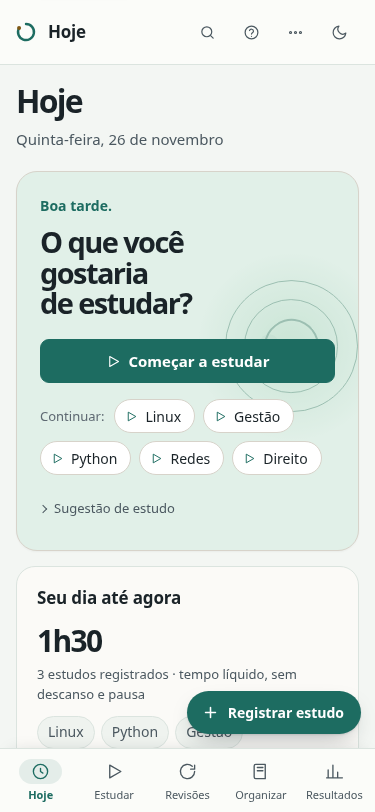 Hoje
Hoje
Quinta-feira, 26 de novembro
Boa tarde.
O que você
gostaria
de estudar?
Começar a estudar
Continuar: Linux Gestão
Python Redes Direito
Sugestão de estudo
Seu dia até agora
1h30
3 estudos registrados · tempo líquido, sem
descanso e pausa
Registrar estudo
Linux Python Gestão
Hoje Estudar Revisões Organizar Resultados